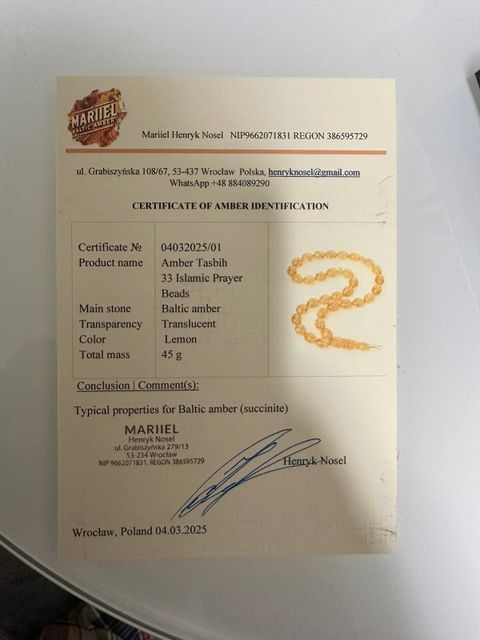 MARIIEL
BALTIC AMBER
Mariiel Henryk Nosel NIP9662071831 REGON 386595729
ul. Grabiszyńska 108/67, 53-437 Wrocław Polska, henryknosel@gmail.com
WhatsApp +48 884089290
CERTIFICATE OF AMBER IDENTIFICATION
Certificate № 04032025/01
Product name Amber Tasbih
33 Islamic Prayer
Beads
Main stone Baltic amber
Transparency Translucent
Color Lemon
Total mass 45 g
Conclusion | Comment(s):
Typical properties for Baltic amber (succinite)
MARIIEL
Henryk Nosel
ul. Grabiszyńska 279/13
53-234 Wrocław
NIP 9662071831, REGON 386595729
Henryk Nosel
Wrocław, Poland 04.03.2025